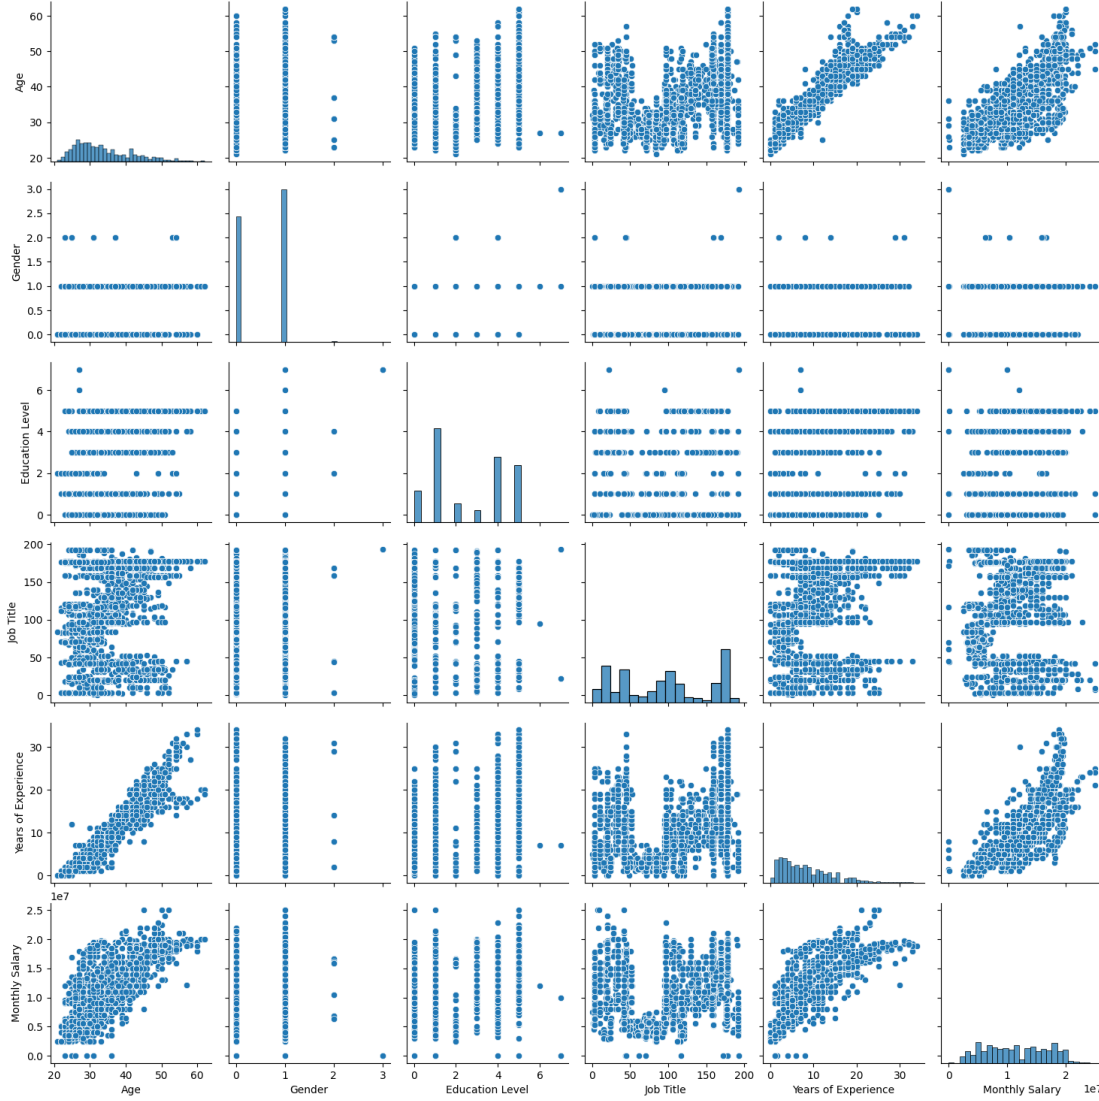 60
50
40
30
20
Age
3.0
2.5
2.0
1.5
1.0
0.5
0.0
Gender
6
4
2
0
Education Level
200
150
100
50
0
Job Title
30
20
10
0
Years of Experience
1e7
2.5
2.0
1.5
1.0
0.5
0.0
Monthly Salary
20 30 40 50 60
Age
0 1 2 3
Gender
0 2 4 6
Education Level
0 50 100 150 200
Job Title
0 10 20 30
Years of Experience
0 1 2
1e7
Monthly Salary